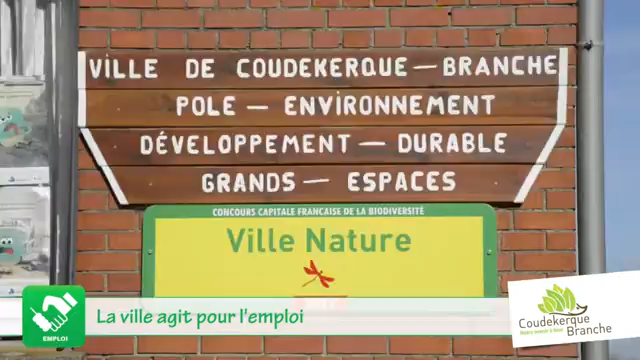 VILLE DE COUDEKERQUE — BRANCHE
POLE — ENVIRONNEMENT
DÉVELOPPEMENT — DURABLE
GRANDS — ESPACES
CONCOURS CAPITALE FRANÇAISE DE LA BIODIVERSITÉ
Ville Nature
La ville agit pour l'emploi
EMPLOI
Coudekerque
Branche